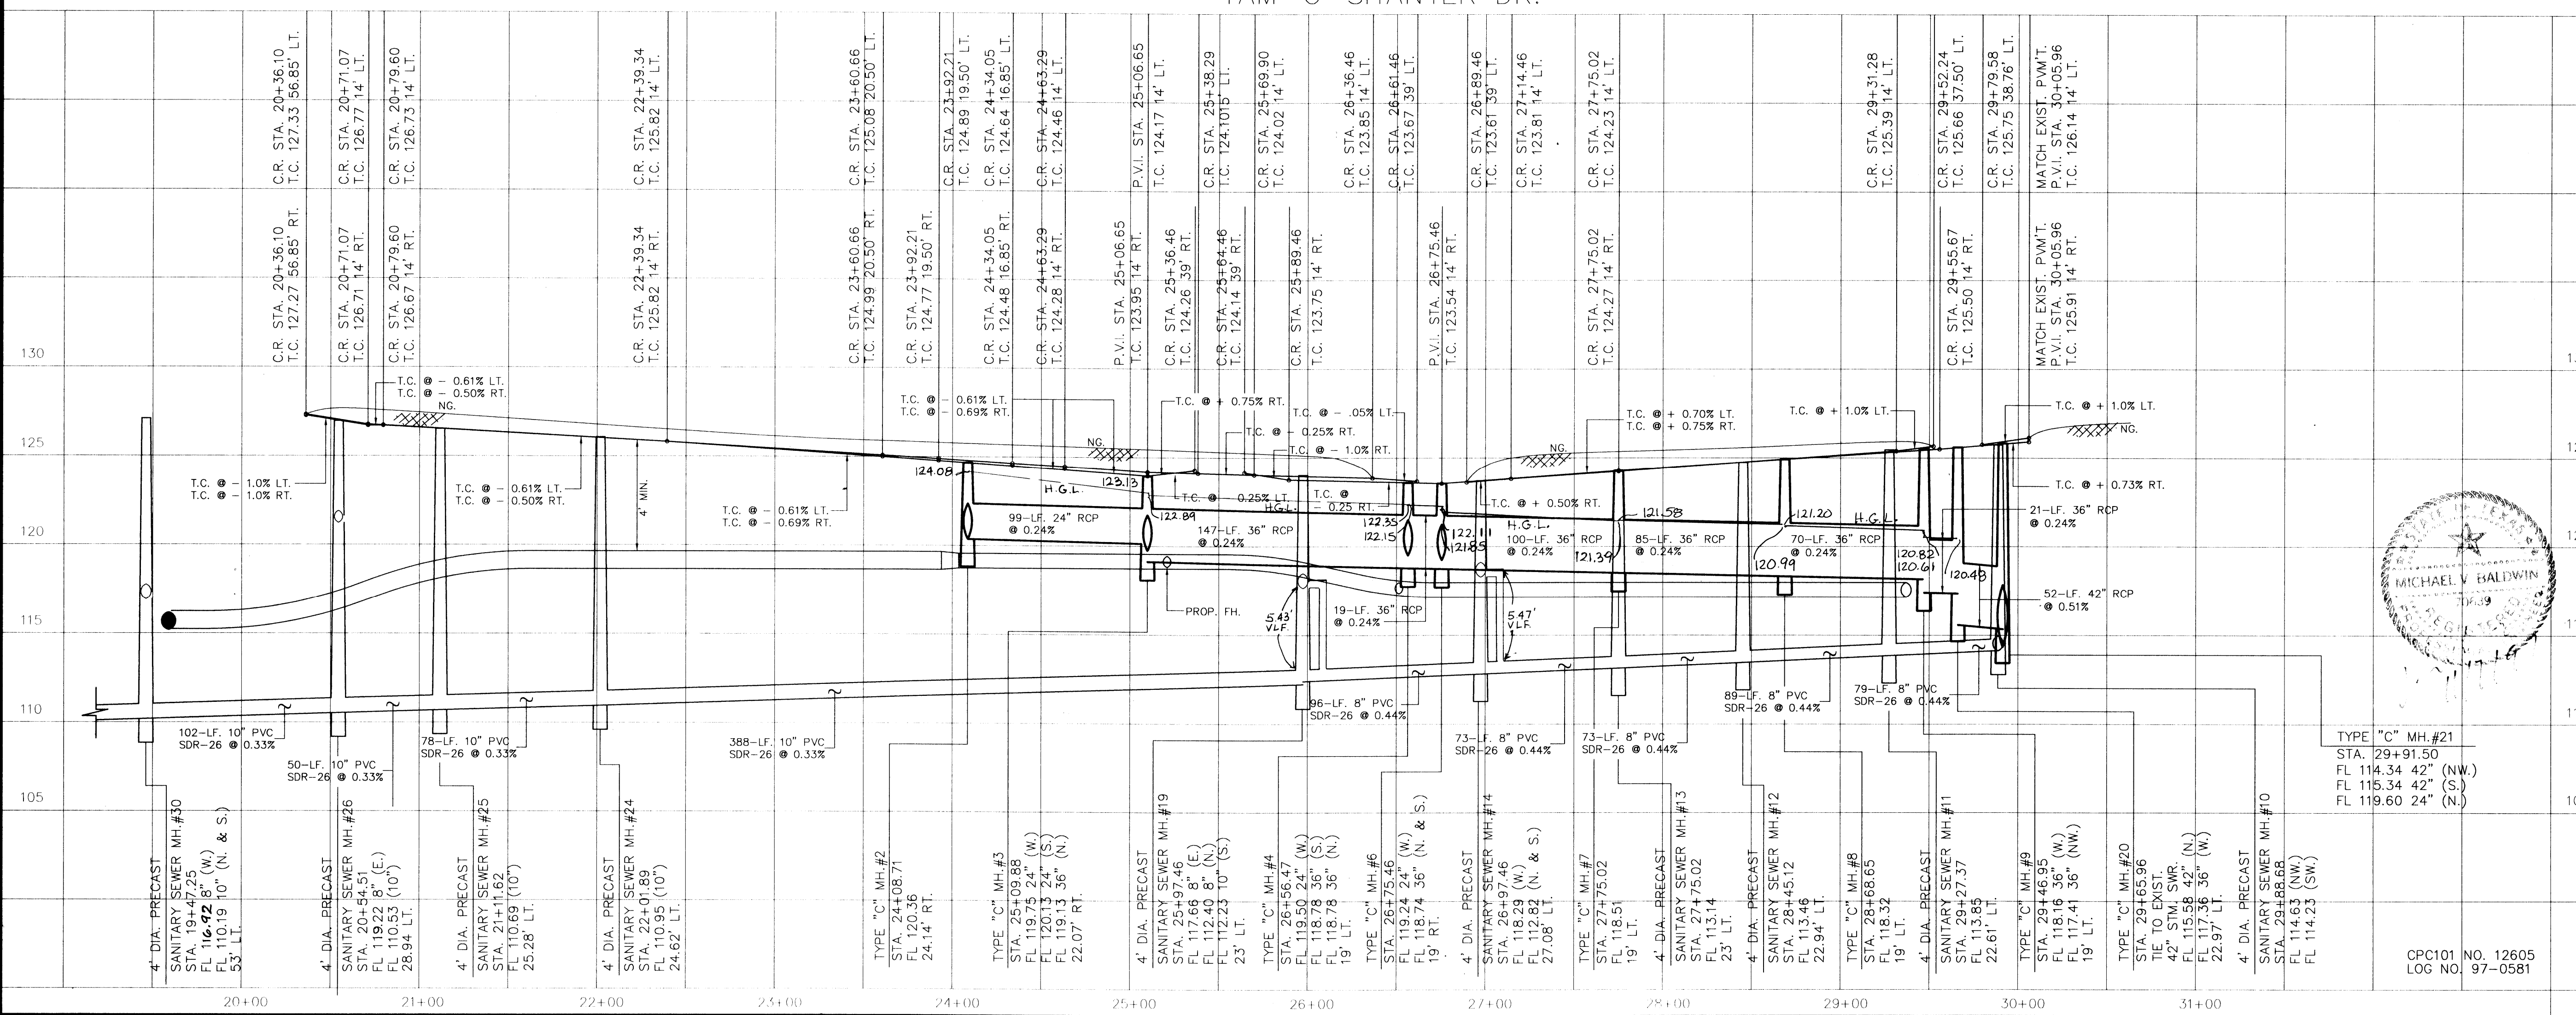 C.R. STA. 20+36.10
T.C. 127.33 56.85' LT.
C.R. STA. 20+71.07
T.C. 126.77 14' LT.
C.R. STA. 20+79.60
T.C. 126.73 14' LT.
C.R. STA. 22+39.34
T.C. 125.82 14' LT.
C.R. STA. 23+60.66
T.C. 125.08 20.50' LT.
C.R. STA. 23+92.21
T.C. 124.89 19.50' LT.
C.R. STA. 24+34.05
T.C. 124.64 16.85' LT.
C.R. STA. 24+63.29
T.C. 124.46 14' LT.
P.V.I. STA. 25+06.65
T.C. 124.17 14' LT.
C.R. STA. 25+38.29
T.C. 124.1015' LT.
C.R. STA. 25+69.90
T.C. 124.02 14' LT.
C.R. STA. 26+36.46
T.C. 123.85 14' LT.
C.R. STA. 26+61.46
T.C. 123.67 39' LT.
C.R. STA. 26+89.46
T.C. 123.61 39' LT.
C.R. STA. 27+14.46
T.C. 123.81 14' LT.
C.R. STA. 27+75.02
T.C. 124.23 14' LT.
C.R. STA. 29+31.28
T.C. 125.39 14' LT.
C.R. STA. 29+52.24
T.C. 125.66 37.50' LT.
C.R. STA. 29+79.58
T.C. 125.75 38.76' LT.
MATCH EXIST. PVM'T.
P.V.I. STA. 30+05.96
T.C. 126.14 14' LT.
C.R. STA. 20+36.10
T.C. 127.27 56.85' RT.
C.R. STA. 20+71.07
T.C. 126.71 14' RT.
C.R. STA. 20+79.60
T.C. 126.67 14' RT.
C.R. STA. 22+39.34
T.C. 125.82 14' RT.
C.R. STA. 23+60.66
T.C. 124.99 20.50' RT.
C.R. STA. 23+92.21
T.C. 124.77 19.50' RT.
C.R. STA. 24+34.05
T.C. 124.48 16.85' RT.
C.R. STA. 24+63.29
T.C. 124.28 14' RT.
P.V.I. STA. 25+06.65
T.C. 123.95 14' RT.
C.R. STA. 25+36.46
T.C. 124.26 39' RT.
C.R. STA. 25+64.46
T.C. 124.14 39' RT.
C.R. STA. 25+89.46
T.C. 123.75 14' RT.
P.V.I. STA. 26+75.46
T.C. 123.54 14' RT.
C.R. STA. 27+75.02
T.C. 124.27 14' RT.
C.R. STA. 29+55.67
T.C. 125.50 14' RT.
MATCH EXIST. PVM'T.
P.V.I. STA. 30+05.96
T.C. 125.91 14' RT.
130
125
120
115
110
105
T.C. @ - 0.61% LT.
T.C. @ - 0.50% RT.
NG.
T.C. @ - 1.0% LT.
T.C. @ - 1.0% RT.
T.C. @ - 0.61% LT.
T.C. @ - 0.50% RT.
4' MIN.
T.C. @ - 0.61% LT.
T.C. @ - 0.69% RT.
T.C. @ - 0.61% LT.
T.C. @ - 0.69% RT.
NG.
T.C. @ + 0.75% RT.
T.C. @ - .05% LT.
T.C. @ - 0.25% RT.
T.C. @ - 1.0% RT.
T.C. @ - 0.25% LT.
T.C. @
- 0.25 RT.
H.G.L.
T.C. @ + 0.50% RT.
NG.
T.C. @ + 0.70% LT.
T.C. @ + 0.75% RT.
T.C. @ + 1.0% LT.
T.C. @ + 1.0% LT.
NG.
T.C. @ + 0.73% RT.
124.08
H.G.L.
123.13
122.89
122.35
122.15
122.11
121.85
H.G.L.
121.58
121.39
121.20
120.99
H.G.L.
120.82
120.61
120.48
99-LF. 24" RCP
@ 0.24%
147-LF. 36" RCP
@ 0.24%
19-LF. 36" RCP
@ 0.24%
100-LF. 36" RCP
@ 0.24%
85-LF. 36" RCP
@ 0.24%
70-LF. 36" RCP
@ 0.24%
21-LF. 36" RCP
@ 0.24%
52-LF. 42" RCP
@ 0.51%
PROP. FH.
5.43'
VLF.
5.47'
VLF.
STATE OF TEXAS
MICHAEL V. BALDWIN
REGISTERED
102-LF. 10" PVC
SDR-26 @ 0.33%
50-LF. 10" PVC
SDR-26 @ 0.33%
78-LF. 10" PVC
SDR-26 @ 0.33%
388-LF. 10" PVC
SDR-26 @ 0.33%
96-LF. 8" PVC
SDR-26 @ 0.44%
73-LF. 8" PVC
SDR-26 @ 0.44%
73-LF. 8" PVC
SDR-26 @ 0.44%
89-LF. 8" PVC
SDR-26 @ 0.44%
79-LF. 8" PVC
SDR-26 @ 0.44%
TYPE "C" MH.#21
STA. 29+91.50
FL 114.34 42" (NW.)
FL 115.34 42" (S.)
FL 119.60 24" (N.)
4' DIA. PRECAST
SANITARY SEWER MH.#30
STA. 19+47.25
FL 116.92 8" (W.)
FL 110.19 10" (N. & S.)
53' LT.
4' DIA. PRECAST
SANITARY SEWER MH.#26
STA. 20+54.51
FL 119.22 8" (E.)
FL 110.53 (10")
28.94 LT.
4' DIA. PRECAST
SANITARY SEWER MH.#25
STA. 21+11.62
FL 110.69 (10")
25.28' LT.
4' DIA. PRECAST
SANITARY SEWER MH.#24
STA. 22+01.89
FL 110.95 (10")
24.62' LT.
TYPE "C" MH.#2
STA. 24+08.71
FL 120.36
24.14' RT.
TYPE "C" MH.#3
STA. 25+09.88
FL 119.75 24" (W.)
FL 120.13 24" (S.)
FL 119.13 36" (N.)
22.07' RT.
4' DIA. PRECAST
SANITARY SEWER MH.#19
STA. 25+97.46
FL 117.66 8" (E.)
FL 112.40 8" (N.)
FL 112.23 10" (S.)
23' LT.
TYPE "C" MH.#4
STA. 26+56.47
FL 119.50 24" (W.)
FL 118.78 36" (S.)
FL 118.78 36" (N.)
19' LT.
TYPE "C" MH.#6
STA. 26+75.46
FL 119.24 24" (W.)
FL 118.74 36" (N. & S.)
19' RT.
4' DIA. PRECAST
SANITARY SEWER MH.#14
STA. 26+97.46
FL 118.29 (W.)
FL 112.82 (N. & S.)
27.08' LT.
TYPE "C" MH.#7
STA. 27+75.02
FL 118.51
19' LT.
4' DIA. PRECAST
SANITARY SEWER MH.#13
STA. 27+75.02
FL 113.14
23' LT.
4' DIA. PRECAST
SANITARY SEWER MH.#12
STA. 28+45.12
FL 113.46
22.94' LT.
TYPE "C" MH.#8
STA. 28+68.65
FL 118.32
19' LT.
4' DIA. PRECAST
SANITARY SEWER MH.#11
STA. 29+27.37
FL 113.85
22.61' LT.
TYPE "C" MH.#9
STA. 29+46.95
FL 118.16 36" (W.)
FL 117.41 36" (NW.)
19' LT.
TYPE "C" MH.#20
STA. 29+65.96
TIE TO EXIST.
42" STM. SWR.
FL 115.58 42" (N.)
FL 117.36 36" (W.)
22.97' LT.
4' DIA. PRECAST
SANITARY SEWER MH.#10
STA. 29+88.68
FL 114.63 (NW.)
FL 114.23 (SW.)
CPC101 NO. 12605
LOG NO. 97-0581
20+00
21+00
22+00
23+00
24+00
25+00
26+00
27+00
28+00
29+00
30+00
31+00